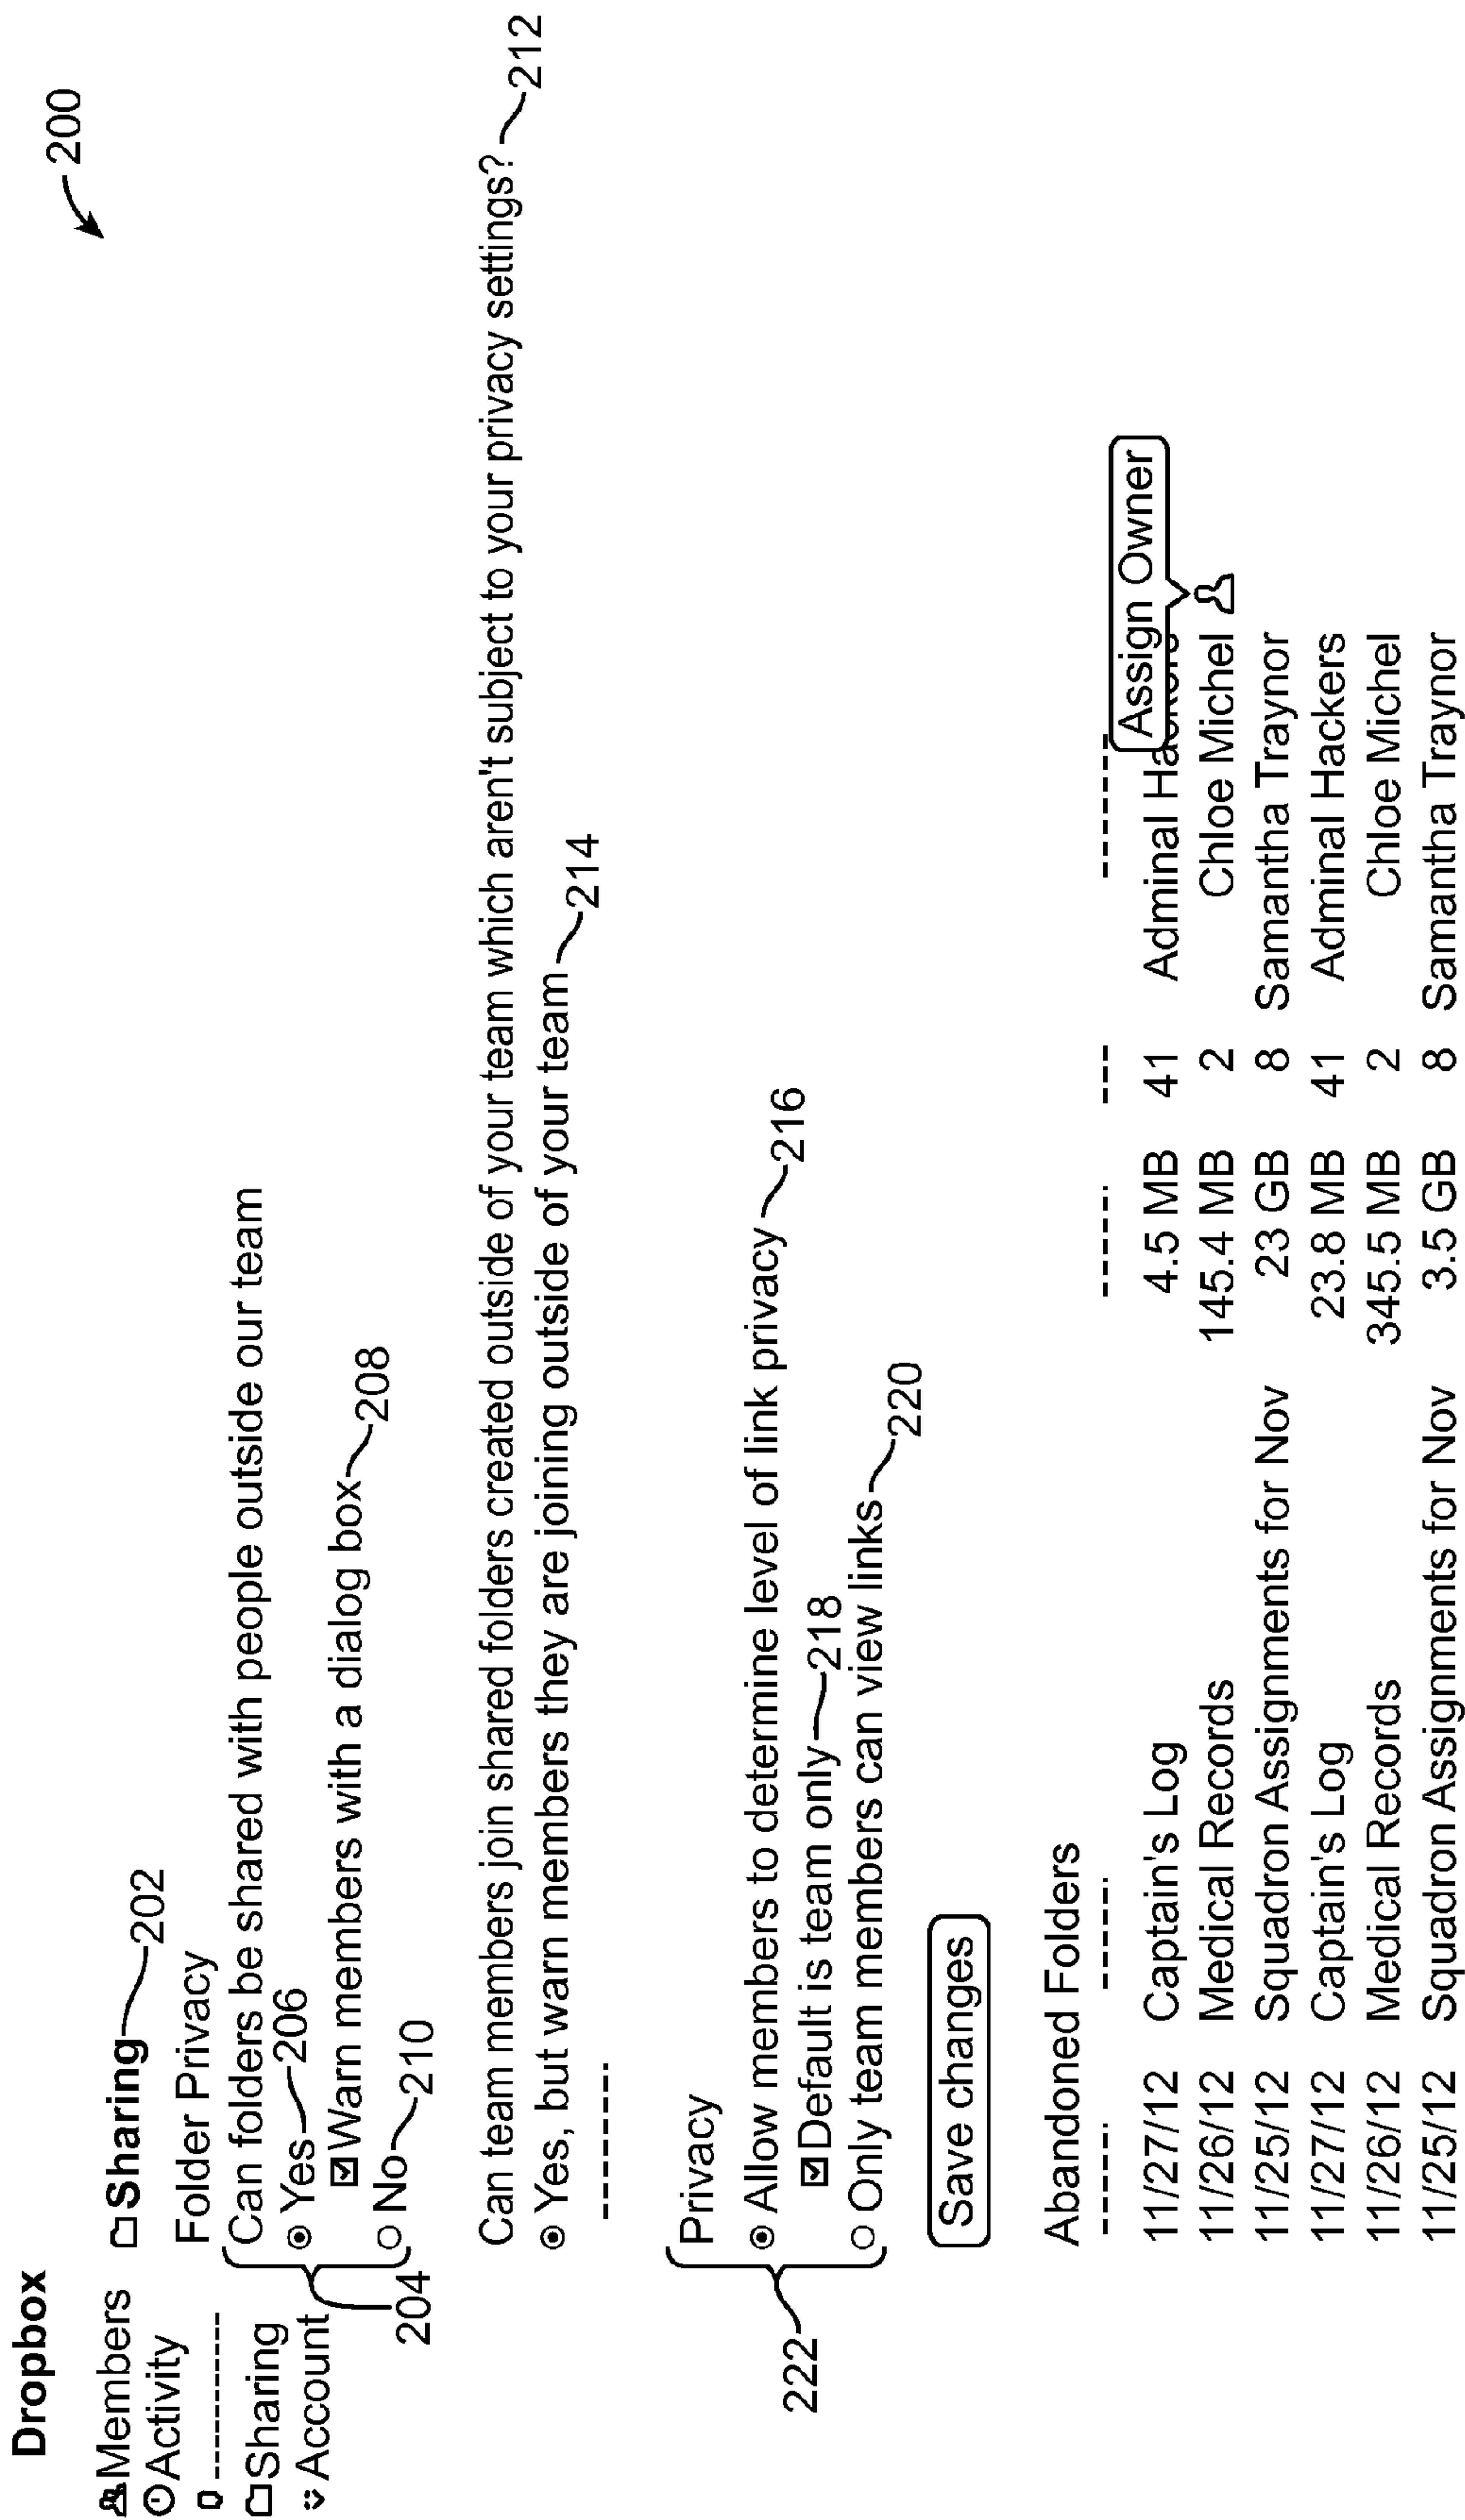 200
Dropbox
Members
Activity
Sharing
Account
Sharing 202
Folder Privacy
Can folders be shared with people outside our team
Yes 206
Warn members with a dialog box 208
No 210
204
Can team members join shared folders created outside of your team which aren't subject to your privacy settings? 212
Yes, but warn members they are joining outside of your team 214
Privacy
Allow members to determine level of link privacy 216
Default is team only 218
Only team members can view links 220
222
Save changes
Abandoned Folders
Assign Owner
11/27/12 Captain's Log 4.5 MB 41 Adminal Hackers
11/26/12 Medical Records 145.4 MB 2 Chloe Michel
11/25/12 Squadron Assignments for Nov 23 GB 8 Samantha Traynor
11/27/12 Captain's Log 23.8 MB 41 Adminal Hackers
11/26/12 Medical Records 345.5 MB 2 Chloe Michel
11/25/12 Squadron Assignments for Nov 3.5 GB 8 Samantha Traynor